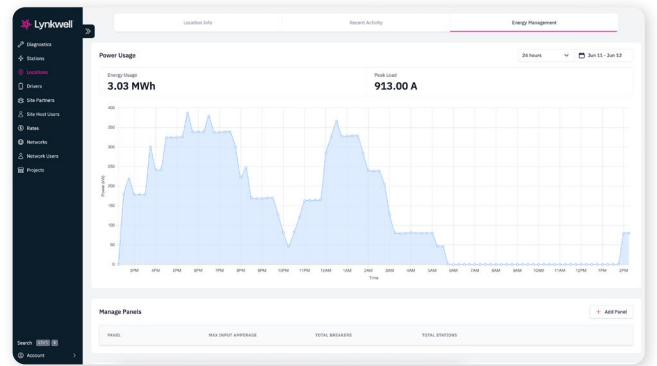 Lynkwell
Diagnostics
Stations
Locations
Drivers
Site Partners
Site Host Users
Rates
Networks
Network Users
Projects
Search
Account
Location Info
Recent Activity
Energy Management
Power Usage
24 hours
Jun 11 - Jun 12
Energy Usage
3.03 MWh
Peak Load
913.00 A
400
350
300
250
200
150
100
50
0
Power (kW)
3PM 4PM 5PM 6PM 7PM 8PM 9PM 10PM 11PM 12AM 1AM 2AM 3AM 4AM 5AM 6AM 7AM 8AM 9AM 10AM 11AM 12PM 1PM 2PM
Time
Manage Panels
+ Add Panel
PANEL
MAX INPUT AMPERAGE
TOTAL BREAKERS
TOTAL STATIONS